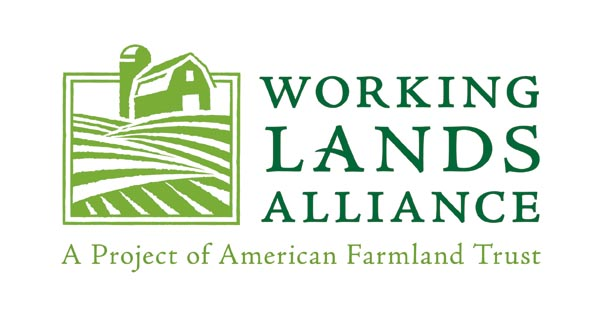 WORKING
LANDS
ALLIANCE
A Project of American Farmland Trust